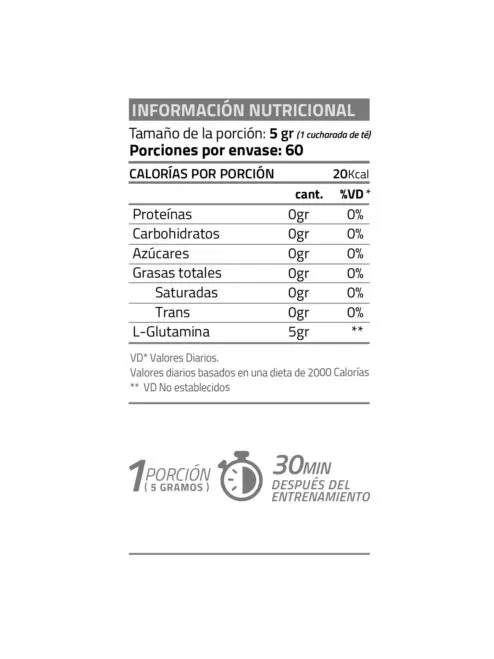 INFORMACIÓN NUTRICIONAL
Tamaño de la porción: 5 gr (1 cucharada de té)
Porciones por envase: 60
CALORÍAS POR PORCIÓN 20Kcal
cant. %VD*
Proteínas 0gr 0%
Carbohidratos 0gr 0%
Azúcares 0gr 0%
Grasas totales 0gr 0%
Saturadas 0gr 0%
Trans 0gr 0%
L-Glutamina 5gr **
VD* Valores Diarios.
Valores diarios basados en una dieta de 2000 Calorías
** VD No establecidos
1 PORCIÓN
( 5 GRAMOS )
30MIN
DESPUÉS DEL
ENTRENAMIENTO